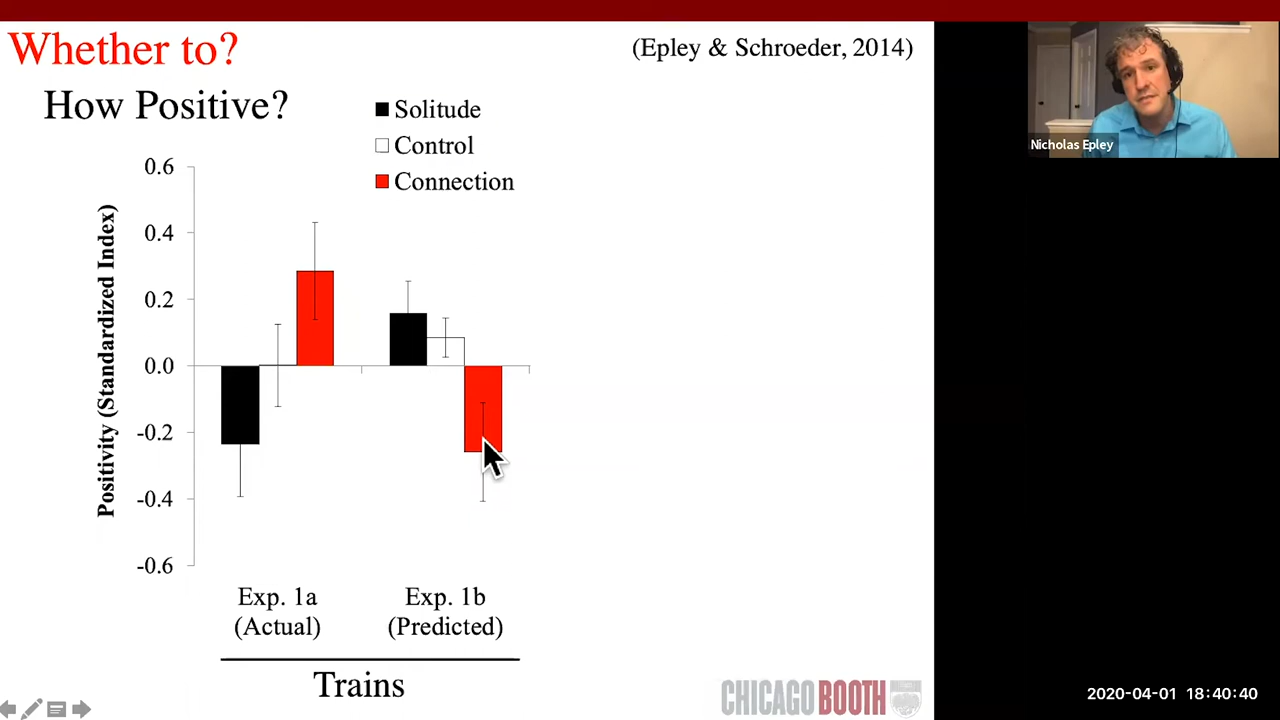 Whether to?
(Epley & Schroeder, 2014)
How Positive?
Solitude
Control
Connection
Nicholas Epley
Positivity (Standardized Index)
0.6
0.4
0.2
0.0
-0.2
-0.4
-0.6
Exp. 1a
(Actual)
Exp. 1b
(Predicted)
Trains
CHICAGO BOOTH
2020-04-01 18:40:40